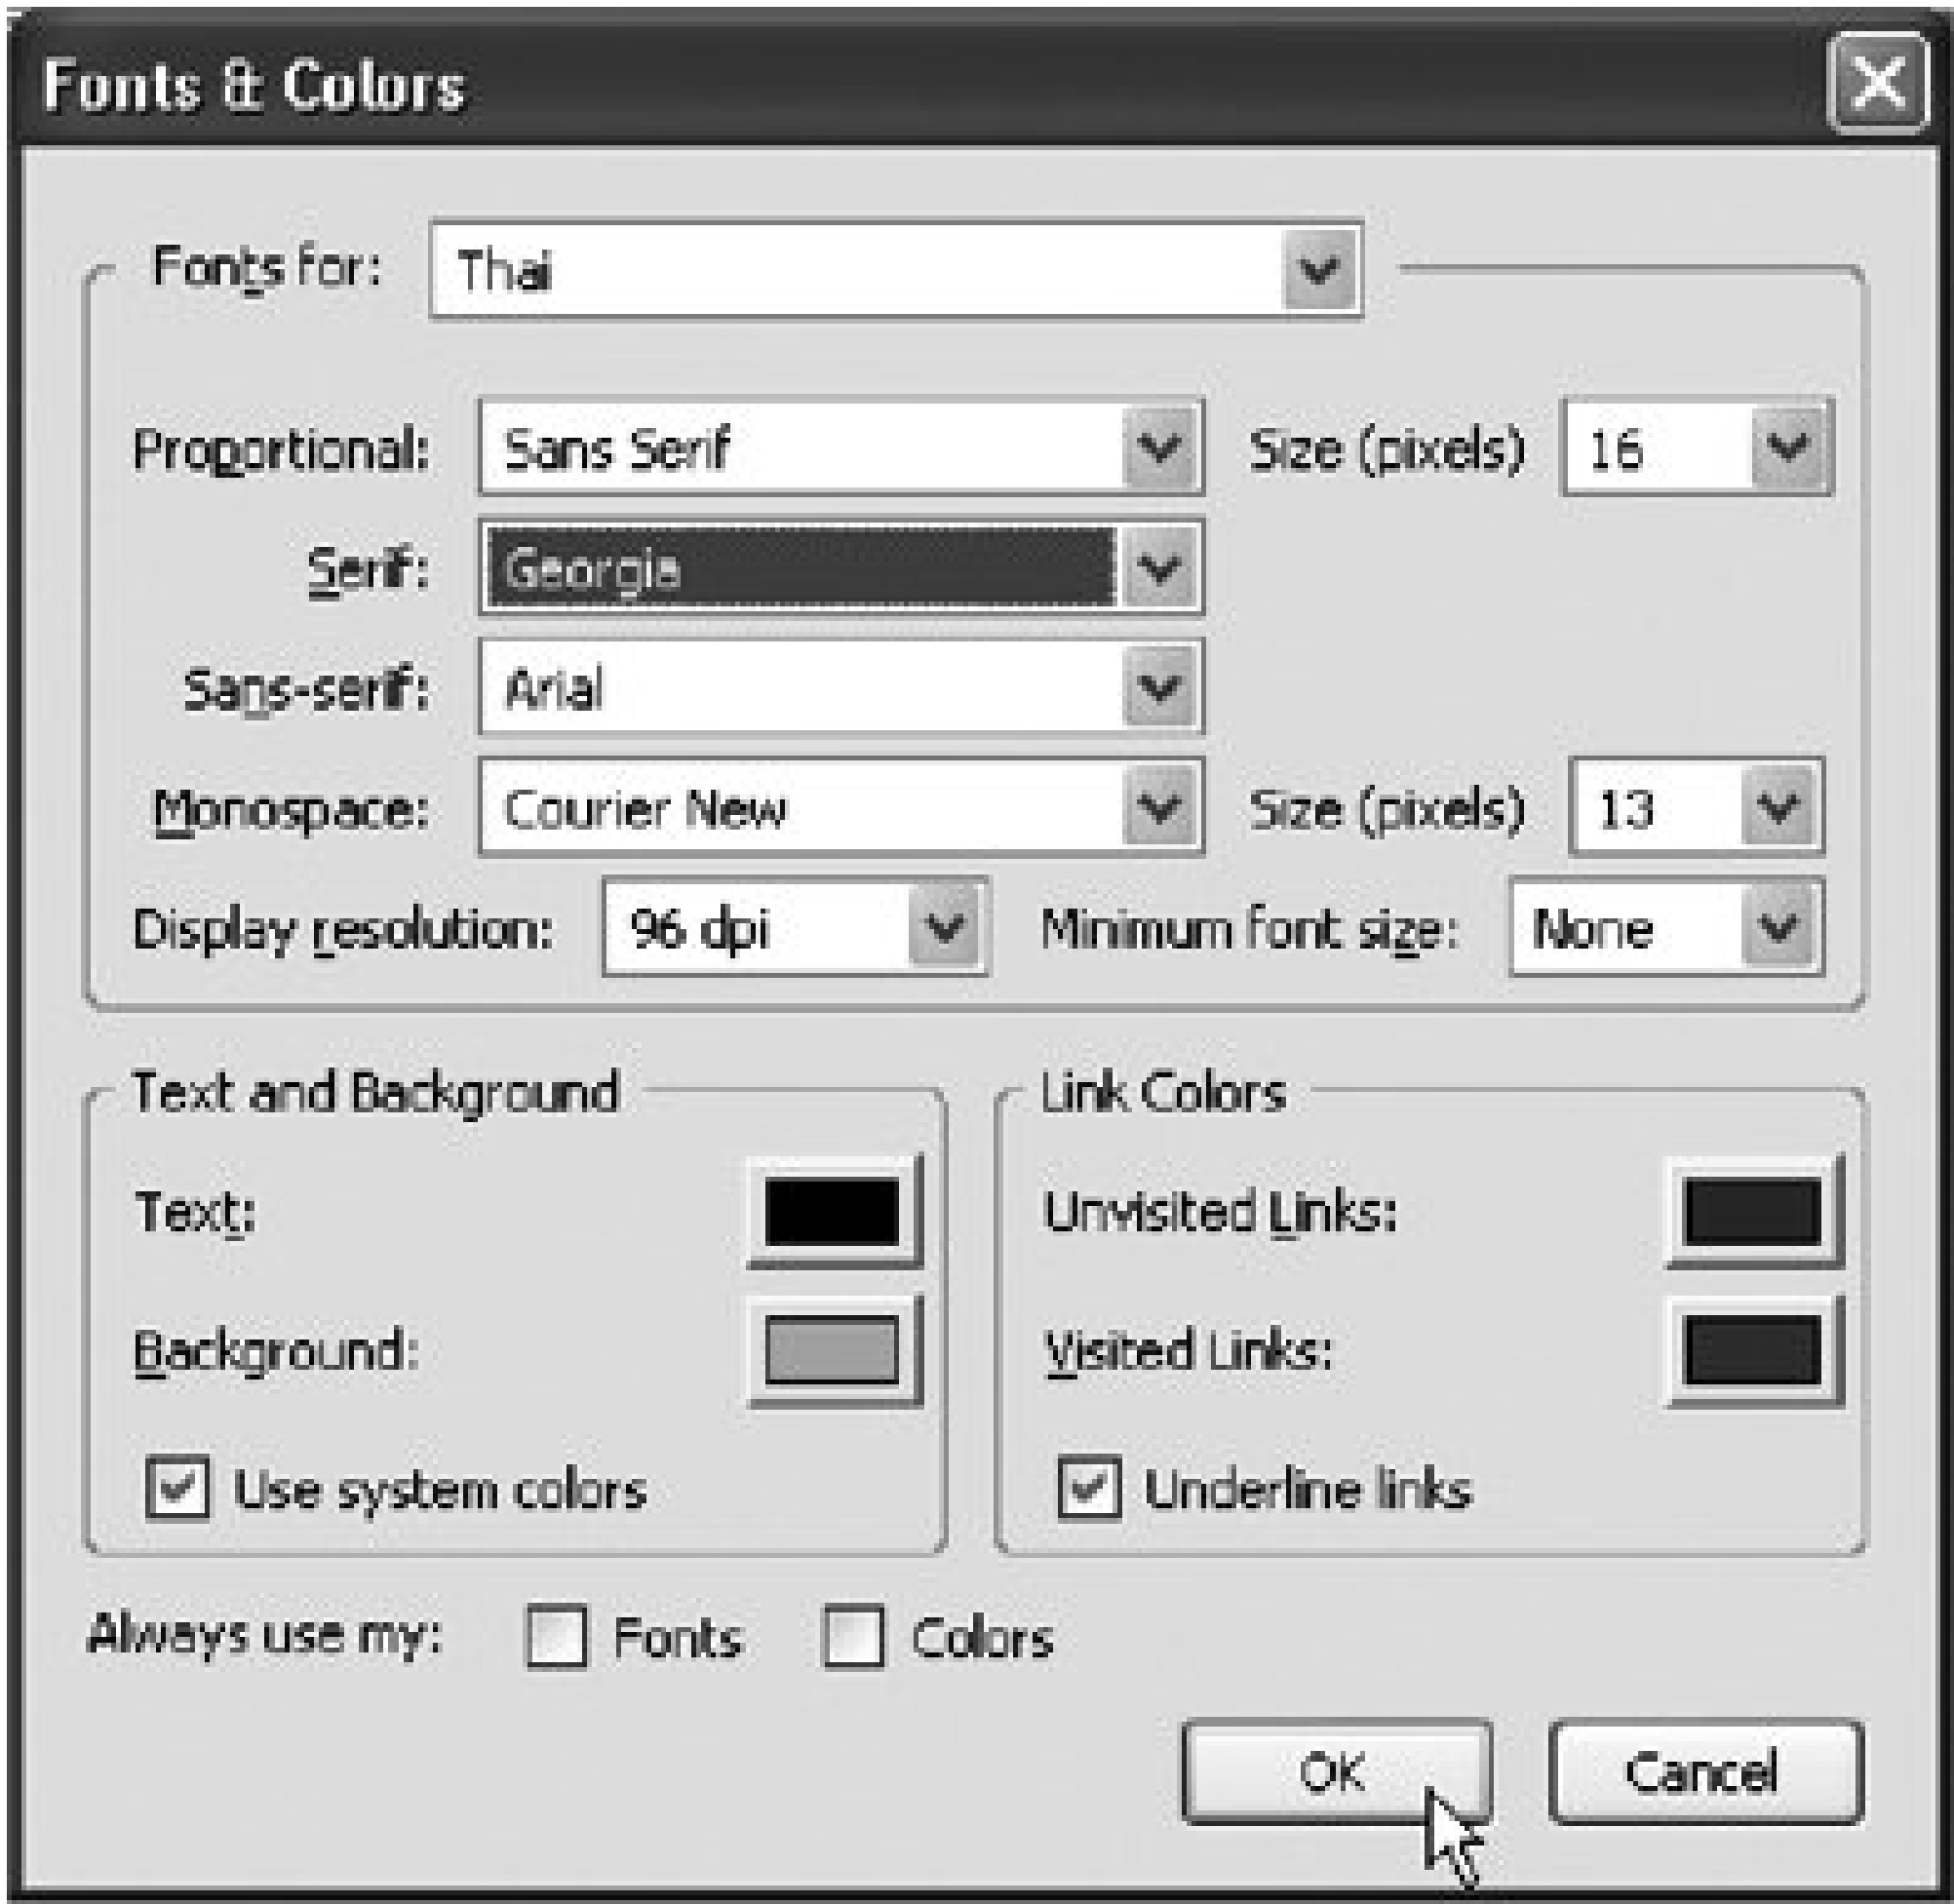 Fonts & Colors
Fonts for: Thai
Proportional: Sans Serif Size (pixels) 16
Serif: Georgia
Sans-serif: Arial
Monospace: Courier New Size (pixels) 13
Display resolution: 96 dpi Minimum font size: None
Text and Background
Text:
Background:
Use system colors
Link Colors
Unvisited Links:
Visited Links:
Underline links
Always use my: Fonts Colors
OK Cancel